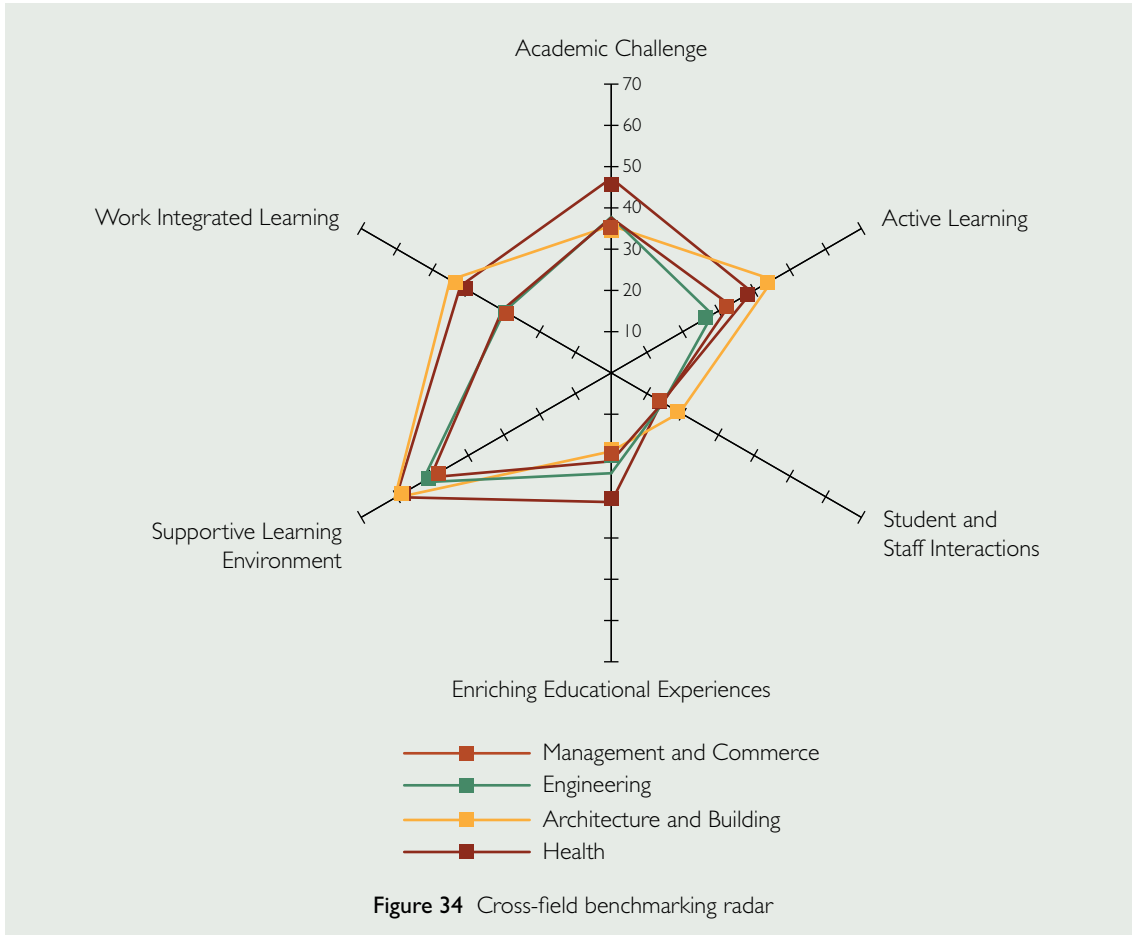 Academic Challenge
70
60
50
40
30
20
10
Work Integrated Learning
Active Learning
Supportive Learning
Environment
Student and
Staff Interactions
Enriching Educational Experiences
Management and Commerce
Engineering
Architecture and Building
Health
Figure 34 Cross-field benchmarking radar